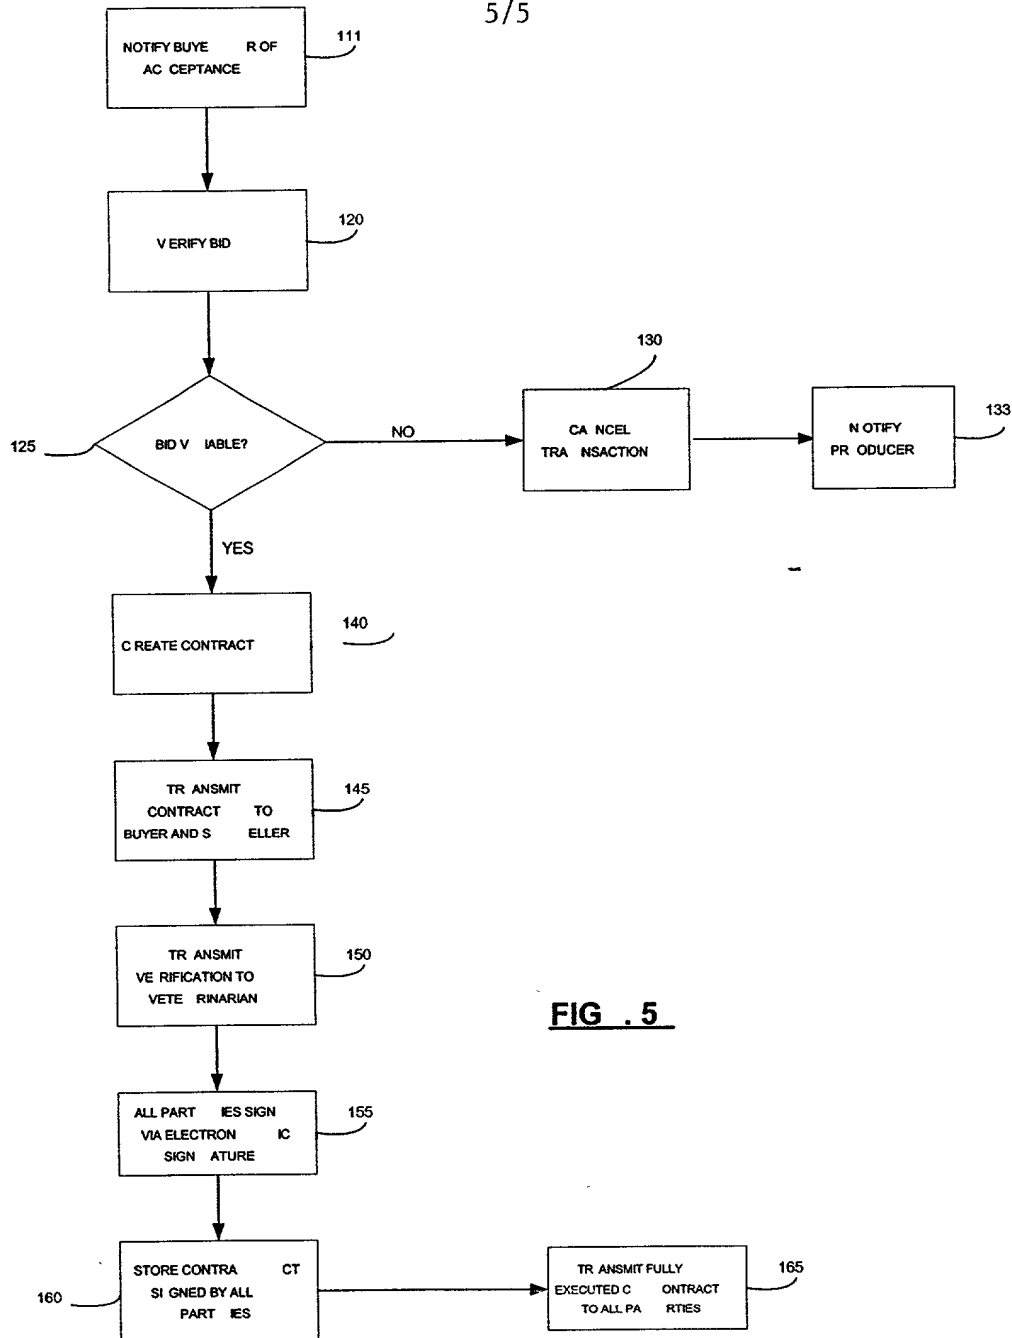 5/5
NOTIFY BUYE R OF
AC CEPTANCE
111
V ERIFY BID
120
BID V IABLE?
125
NO
CA NCEL
TRA NSACTION
130
N OTIFY
PR ODUCER
133
YES
C REATE CONTRACT
140
TR ANSMIT
CONTRACT TO
BUYER AND S ELLER
145
TR ANSMIT
VE RIFICATION TO
VETE RINARIAN
150
FIG . 5
ALL PART IES SIGN
VIA ELECTRON IC
SIGN ATURE
155
STORE CONTRA CT
SI GNED BY ALL
PART IES
160
TR ANSMIT FULLY
EXECUTED C ONTRACT
TO ALL PA RTIES
165